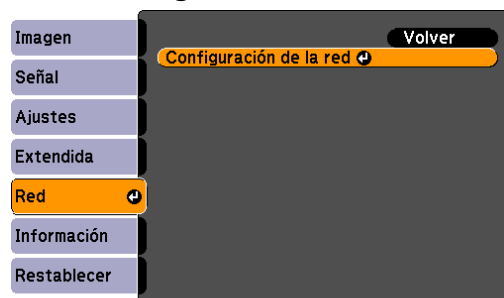 Imagen
Señal
Ajustes
Extendida
Red
Información
Restablecer
Volver
Configuración de la red